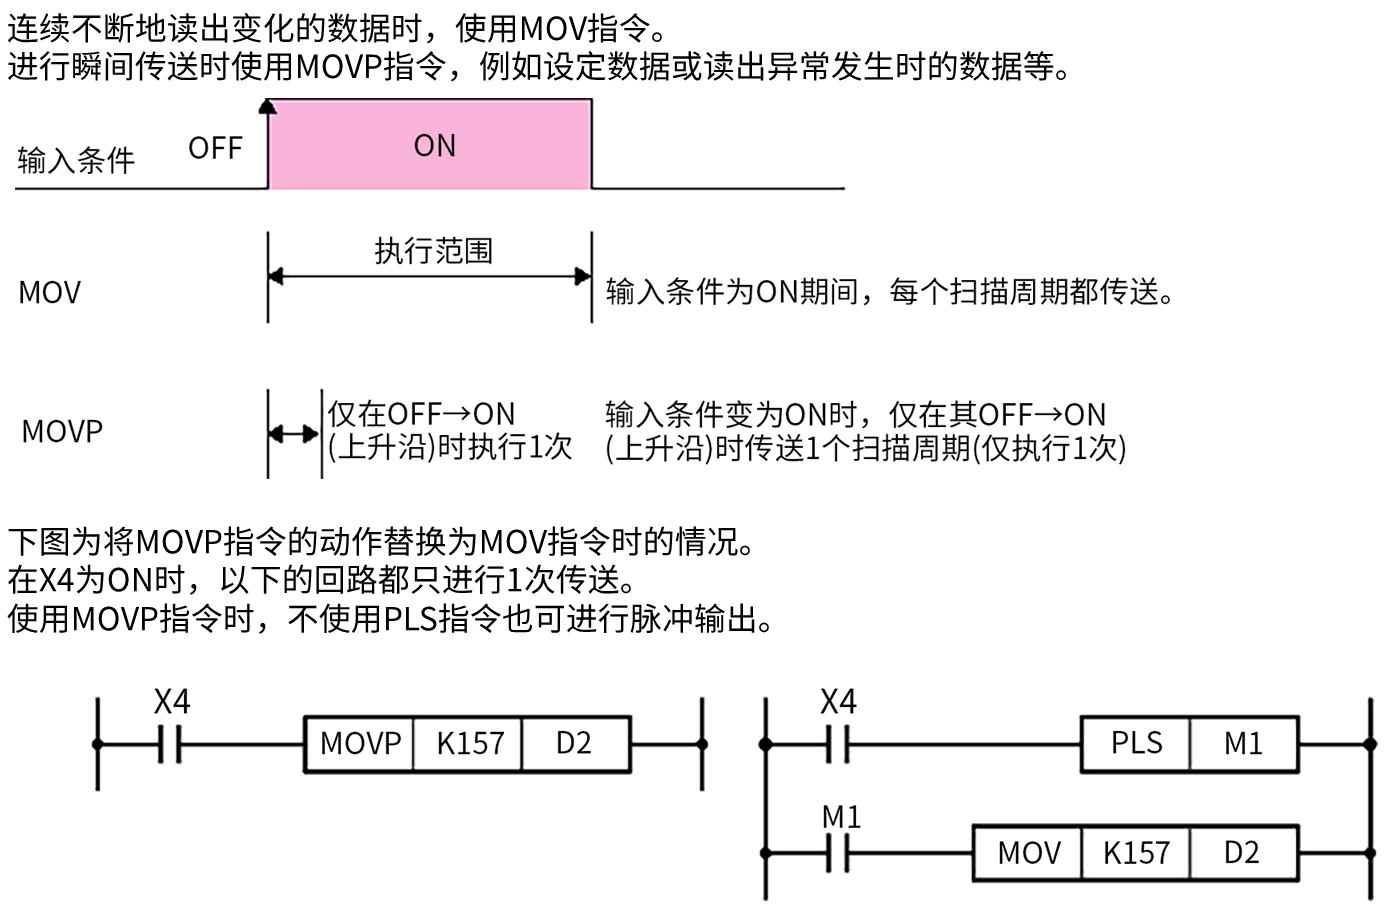 连续不断地读出变化的数据时，使用MOV指令。
进行瞬间传送时使用MOVP指令，例如设定数据或读出异常发生时的数据等。
输入条件 OFF ON
执行范围
MOV 输入条件为ON期间，每个扫描周期都传送。
MOVP
仅在OFF→ON
(上升沿)时执行1次
输入条件变为ON时，仅在其OFF→ON
(上升沿)时传送1个扫描周期(仅执行1次)
下图为将MOVP指令的动作替换为MOV指令时的情况。
在X4为ON时，以下的回路都只进行1次传送。
使用MOVP指令时，不使用PLS指令也可进行脉冲输出。
X4
MOVP K157 D2
X4
PLS M1
M1
MOV K157 D2